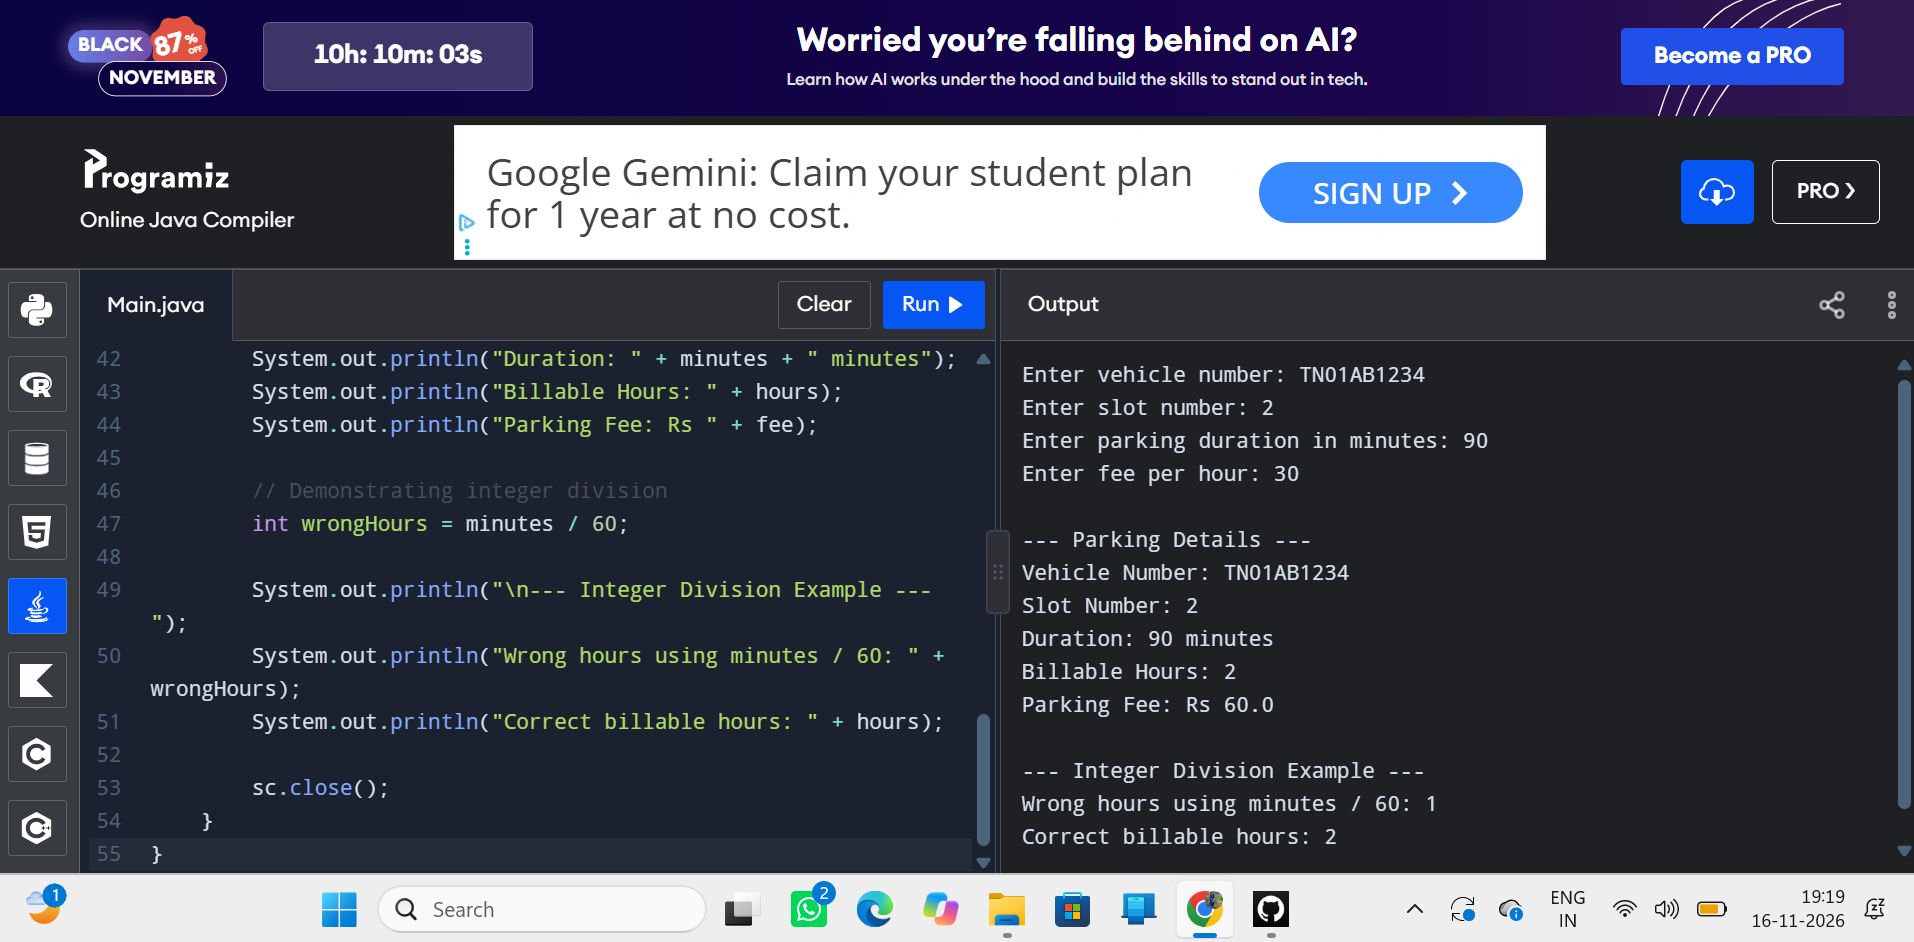 BLACK 87% OFF
NOVEMBER
10h: 10m: 03s
Worried you're falling behind on AI?
Learn how AI works under the hood and build the skills to stand out in tech.
Become a PRO
Programiz
Online Java Compiler
Google Gemini: Claim your student plan
for 1 year at no cost.
SIGN UP
PRO
Main.java
Clear
Run
42 System.out.println("Duration: " + minutes + " minutes");
43 System.out.println("Billable Hours: " + hours);
44 System.out.println("Parking Fee: Rs " + fee);
45
46 // Demonstrating integer division
47 int wrongHours = minutes / 60;
48
49 System.out.println("\n--- Integer Division Example ---
");
50 System.out.println("Wrong hours using minutes / 60: " +
wrongHours);
51 System.out.println("Correct billable hours: " + hours);
52
53 sc.close();
54 }
55 }
Output
Enter vehicle number: TN01AB1234
Enter slot number: 2
Enter parking duration in minutes: 90
Enter fee per hour: 30
--- Parking Details ---
Vehicle Number: TN01AB1234
Slot Number: 2
Duration: 90 minutes
Billable Hours: 2
Parking Fee: Rs 60.0
--- Integer Division Example ---
Wrong hours using minutes / 60: 1
Correct billable hours: 2
1
Search
2
ENG
IN
19:19
16-11-2026